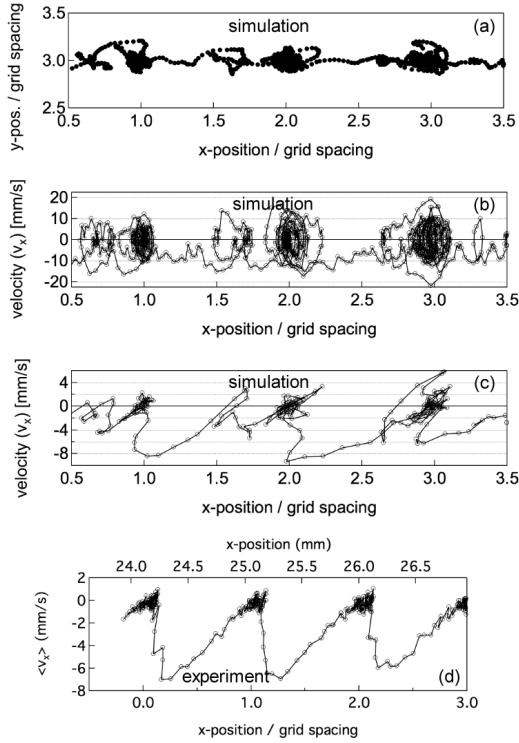 simulation (a)
3.5
3.0
2.5
y-pos. / grid spacing
0.5 1.0 1.5 2.0 2.5 3.0 3.5
x-position / grid spacing
simulation (b)
20
10
0
-10
-20
velocity (vₓ) [mm/s]
0.5 1.0 1.5 2.0 2.5 3.0 3.5
x-position / grid spacing
simulation (c)
4
0
-4
-8
velocity (vₓ) [mm/s]
0.5 1.0 1.5 2.0 2.5 3.0 3.5
x-position / grid spacing
x-position (mm)
24.0 24.5 25.0 25.5 26.0 26.5
2
0
-2
-4
-6
-8
<vₓ> (mm/s)
experiment (d)
0.0 1.0 2.0 3.0
x-position / grid spacing